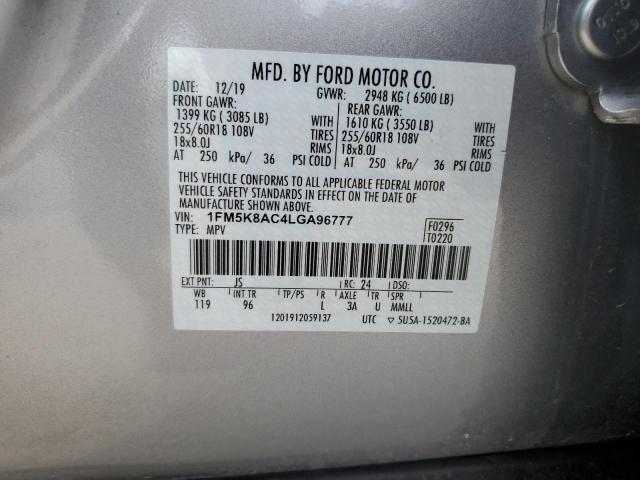 MFD. BY FORD MOTOR CO.
DATE: 12/19 GVWR: 2948 KG ( 6500 LB)
FRONT GAWR: REAR GAWR:
1399 KG ( 3085 LB) WITH 1610 KG ( 3550 LB) WITH
255/60R18 108V TIRES 255/60R18 108V TIRES
18x8.0J RIMS 18x8.0J RIMS
AT 250 kPa/ 36 PSI COLD AT 250 kPa/ 36 PSI COLD
THIS VEHICLE CONFORMS TO ALL APPLICABLE FEDERAL MOTOR
VEHICLE SAFETY STANDARDS IN EFFECT ON THE DATE OF
MANUFACTURE SHOWN ABOVE.
VIN: 1FM5K8AC4LGA96777 F0296
TYPE: MPV T0220
EXT PNT: JS RC: 24 DSO:
WB INT TR TP/PS R AXLE TR SPR
119 96 L 3A U MMLL
1201912059137 UTC ▽ 5U5A-1520472-BA